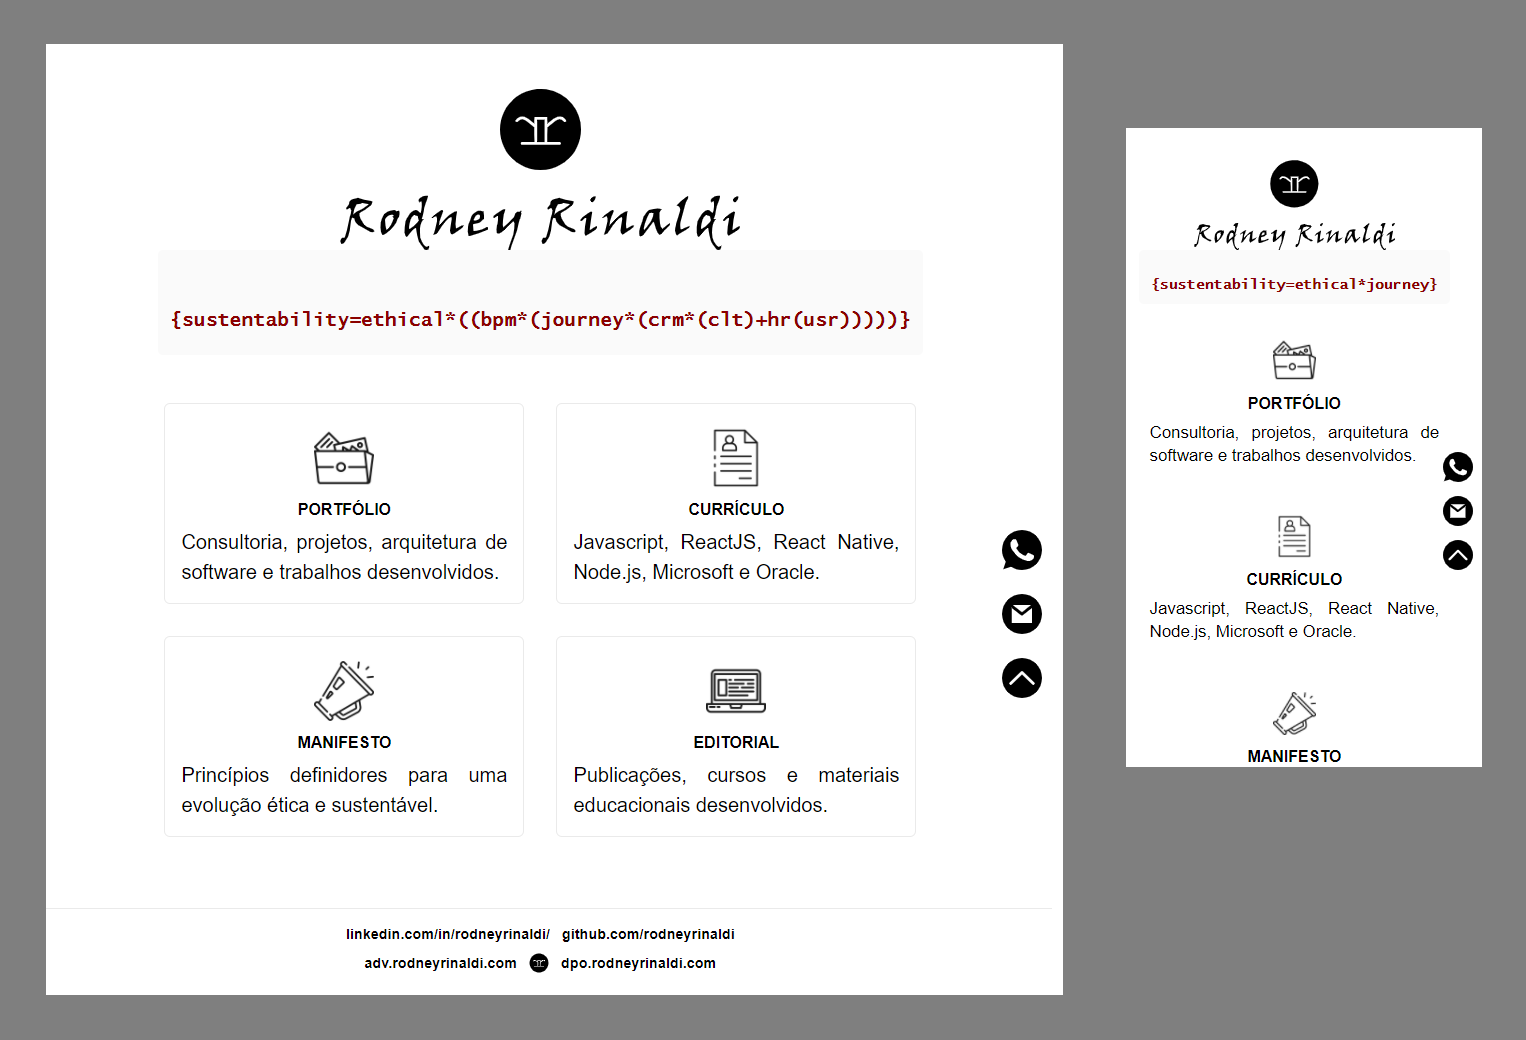 Rodney Rinaldi
{sustentability=ethical*((bpm*(journey*(crm*(clt)+hr(usr)))))}
PORTFÓLIO
Consultoria, projetos, arquitetura de
software e trabalhos desenvolvidos.
CURRÍCULO
Javascript, ReactJS, React Native,
Node.js, Microsoft e Oracle.
MANIFESTO
Princípios definidores para uma
evolução ética e sustentável.
EDITORIAL
Publicações, cursos e materiais
educacionais desenvolvidos.
linkedin.com/in/rodneyrinaldi/ github.com/rodneyrinaldi
adv.rodneyrinaldi.com dpo.rodneyrinaldi.com
Rodney Rinaldi
{sustentability=ethical*journey}
PORTFÓLIO
Consultoria, projetos, arquitetura de
software e trabalhos desenvolvidos.
CURRÍCULO
Javascript, ReactJS, React Native,
Node.js, Microsoft e Oracle.
MANIFESTO